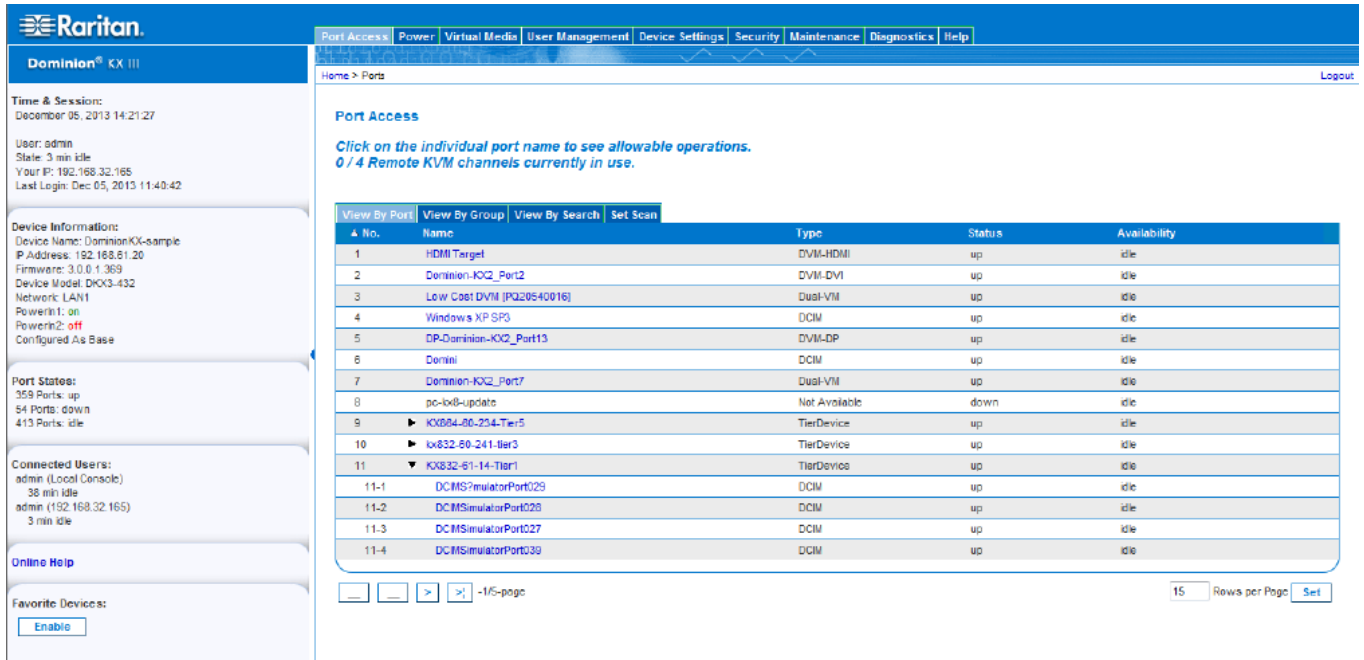 Raritan.
Port Access Power Virtual Media User Management Device Settings Security Maintenance Diagnostics Help
Dominion® KX III
Home > Ports
Logout
Time & Session:
December 05, 2013 14:21:27
User: admin
State: 3 min idle
Your IP: 192.168.32.165
Last Login: Dec 05, 2013 11:40:42
Device Information:
Device Name: DominionKX-sample
IP Address: 192.168.61.20
Firmware: 3.0.0.1.369
Device Model: DKX3-432
Network: LAN1
PowerIn1: on
PowerIn2: off
Configured As Base
Port States:
359 Ports: up
54 Ports: down
413 Ports: idle
Connected Users:
admin (Local Console)
38 min idle
admin (192.168.32.165)
3 min idle
Online Help
Favorite Devices:
Enable
Port Access
Click on the individual port name to see allowable operations.
0 / 4 Remote KVM channels currently in use.
View By Port View By Group View By Search Set Scan
▲ No. Name Type Status Availability
1 HDMI Target DVM-HDMI up idle
2 Dominion-KX2_Port2 DVM-DVI up idle
3 Low Cost DVM [PQ20540016] Dual-VM up idle
4 Windows XP SP3 DCIM up idle
5 DP-Dominion-KX2_Port13 DVM-DP up idle
6 Domini DCIM up idle
7 Dominion-KX2_Port7 Dual-VM up idle
8 pc-kx8-update Not Available down idle
9 ► KX864-60-234-Tier5 TierDevice up idle
10 ► kx832-60-241-tier3 TierDevice up idle
11 ▼ KX832-61-14-Tier1 TierDevice up idle
11-1 DCIMS?mulatorPort029 DCIM up idle
11-2 DCIMSimulatorPort028 DCIM up idle
11-3 DCIMSimulatorPort027 DCIM up idle
11-4 DCIMSimulatorPort039 DCIM up idle
> >¦ -1/5-page
15 Rows per Page Set